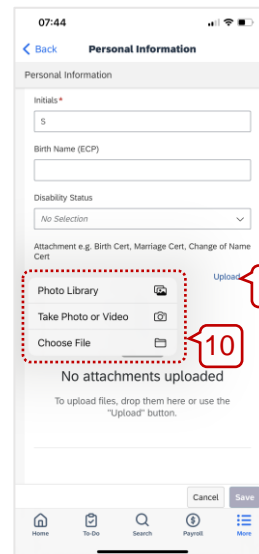 07:44
Back Personal Information
Personal Information
Initials*
S
Birth Name (ECP)
Disability Status
No Selection
Attachment e.g. Birth Cert, Marriage Cert, Change of Name
Cert
Upload
Photo Library
Take Photo or Video
Choose File
10
No attachments uploaded
To upload files, drop them here or use the
"Upload" button.
Cancel Save
Home To-Do Search Payroll More